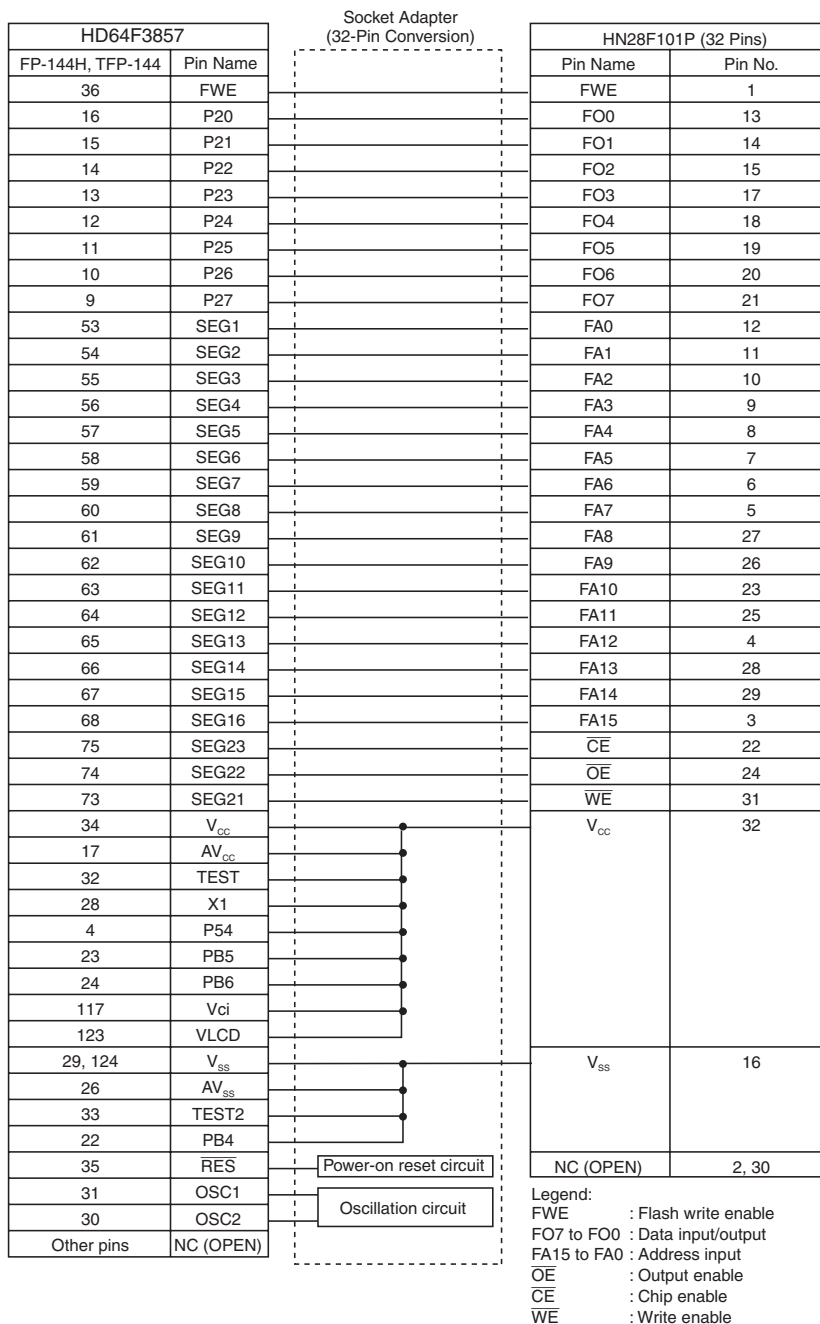 Socket Adapter
(32-Pin Conversion)
HD64F3857 HN28F101P (32 Pins)
FP-144H, TFP-144 Pin Name Pin Name Pin No.
36 FWE FWE 1
16 P20 FO0 13
15 P21 FO1 14
14 P22 FO2 15
13 P23 FO3 17
12 P24 FO4 18
11 P25 FO5 19
10 P26 FO6 20
9 P27 FO7 21
53 SEG1 FA0 12
54 SEG2 FA1 11
55 SEG3 FA2 10
56 SEG4 FA3 9
57 SEG5 FA4 8
58 SEG6 FA5 7
59 SEG7 FA6 6
60 SEG8 FA7 5
61 SEG9 FA8 27
62 SEG10 FA9 26
63 SEG11 FA10 23
64 SEG12 FA11 25
65 SEG13 FA12 4
66 SEG14 FA13 28
67 SEG15 FA14 29
68 SEG16 FA15 3
75 SEG23 C̅E̅ 22
74 SEG22 O̅E̅ 24
73 SEG21 W̅E̅ 31
34 Vcc Vcc 32
17 AVcc
32 TEST
28 X1
4 P54
23 PB5
24 PB6
117 Vci
123 VLCD
29, 124 Vss Vss 16
26 AVss
33 TEST2
22 PB4
35 R̅E̅S̅ Power-on reset circuit NC (OPEN) 2, 30
31 OSC1 Oscillation circuit
30 OSC2
Other pins NC (OPEN)
Legend:
FWE : Flash write enable
FO7 to FO0 : Data input/output
FA15 to FA0 : Address input
O̅E̅ : Output enable
C̅E̅ : Chip enable
W̅E̅ : Write enable